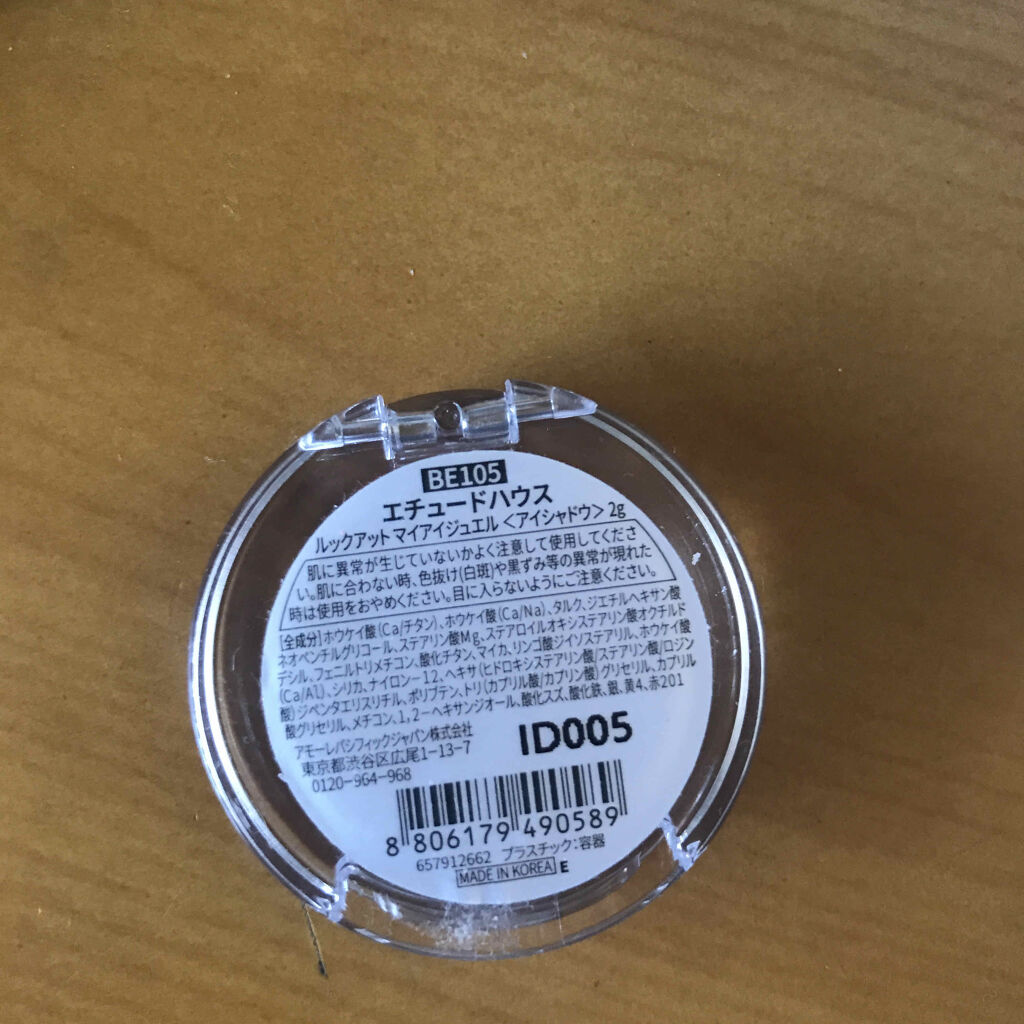 BE105
エチュードハウス
ルックアット マイアイジュエル <アイシャドウ> 2g
肌に異常が生じていないかよく注意して使用してくださ
い。肌に合わない時、色抜け(白斑)や黒ずみ等の異常が現れた
時は使用をおやめください。目に入らないようにご注意ください。
[全成分]ホウケイ酸(Ca/チタン)、ホウケイ酸(Ca/Na)、タルク、ジエチルヘキサン酸
ネオペンチルグリコール、ステアリン酸Mg、ステアロイルオキシステアリン酸オクチルド
デシル、フェニルトリメチコン、酸化チタン、マイカ、リンゴ酸ジイソステアリル、ホウケイ酸
(Ca/Al)、シリカ、ナイロン-12、ヘキサ(ヒドロキシステアリン酸/ステアリン酸/ロジン
酸)ジペンタエリスリチル、ポリブテン、トリ(カプリル酸/カプリン酸)グリセリル、カプリル
酸グリセリル、メチコン、1,2-ヘキサンジオール、酸化スズ、酸化鉄、銀、黄4、赤201
アモーレパシフィックジャパン株式会社
東京都渋谷区広尾1-13-7
0120-964-968
ID005
8 806179 490589
657912662 プラスチック:容器
MADE IN KOREA E